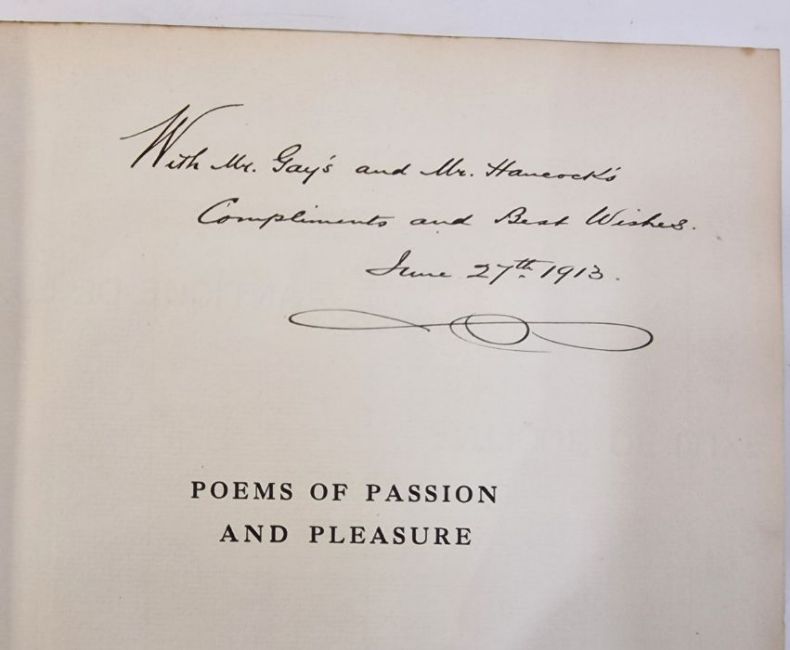 With Mr. Gay's and Mr. Hancock's
Compliments and Best Wishes.
June 27th 1913.
POEMS OF PASSION
AND PLEASURE